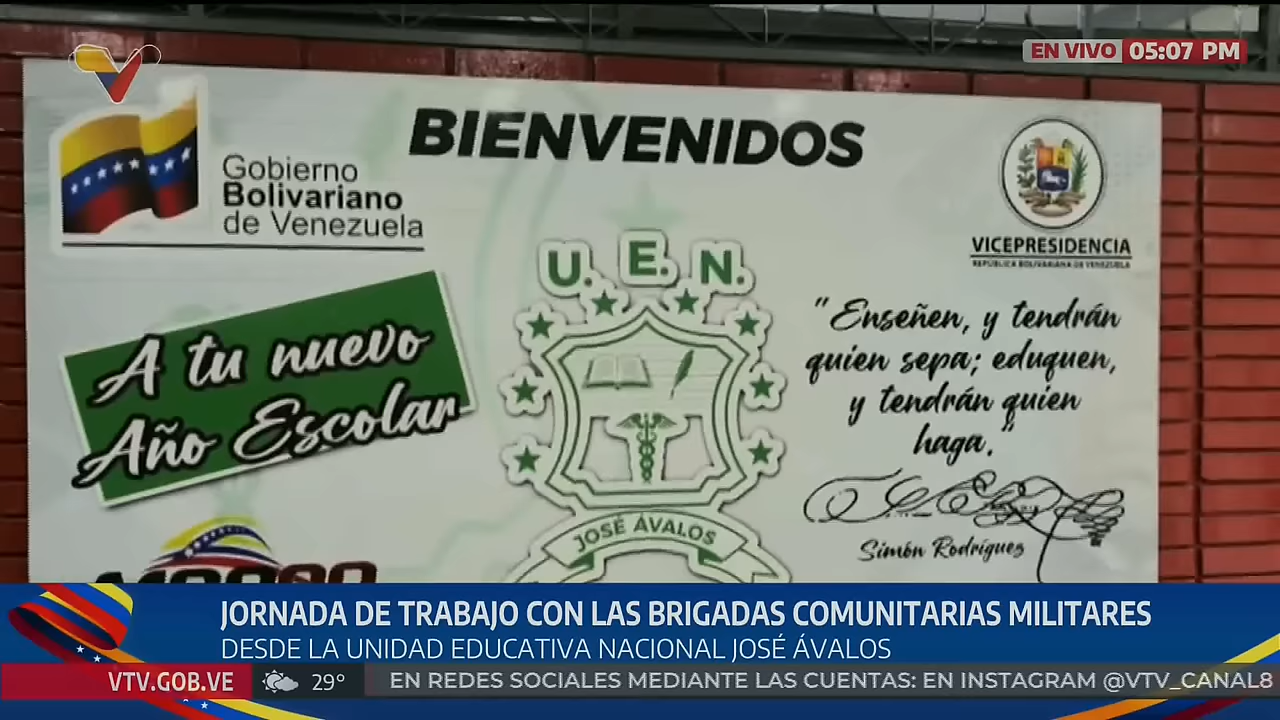 EN VIVO 05:07 PM
BIENVENIDOS
Gobierno
Bolivariano
de Venezuela
VICEPRESIDENCIA
REPÚBLICA BOLIVARIANA DE VENEZUELA
U. E. N.
A tu nuevo
Año Escolar
"Enseñen, y tendrán
quien sepa; eduquen,
y tendrán quien
haga."
Simón Rodríguez
JOSÉ ÁVALOS
JORNADA DE TRABAJO CON LAS BRIGADAS COMUNITARIAS MILITARES
DESDE LA UNIDAD EDUCATIVA NACIONAL JOSÉ ÁVALOS
VTV.GOB.VE 29° EN REDES SOCIALES MEDIANTE LAS CUENTAS: EN INSTAGRAM @VTV_CANAL8